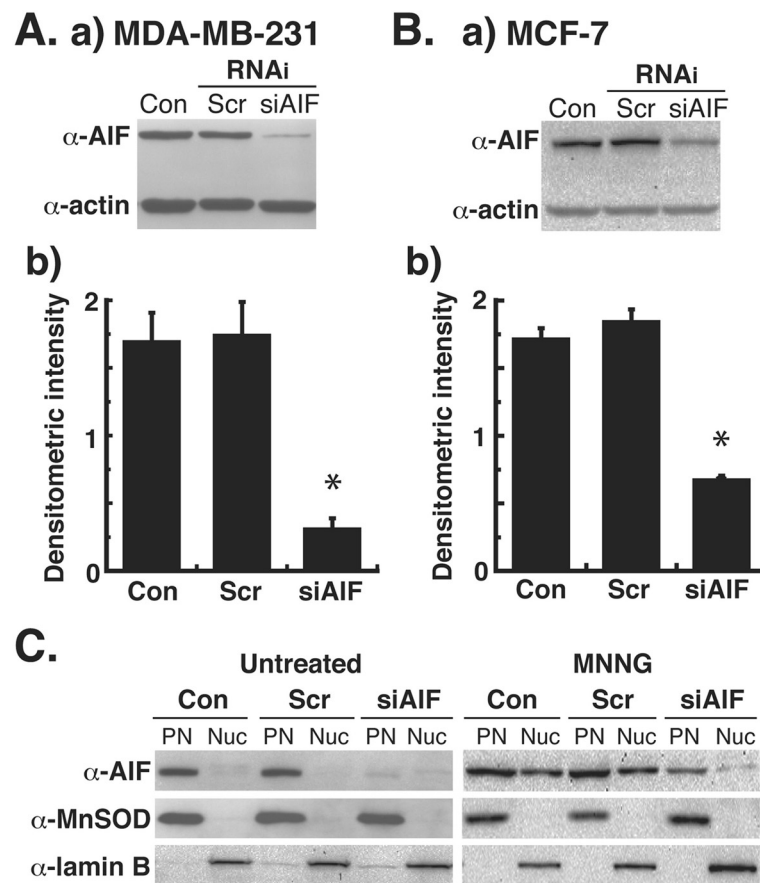 A. a) MDA-MB-231
RNAi
Con Scr siAIF
α-AIF
α-actin
b)
Densitometric intensity
2
1
0
*
Con Scr siAIF
B. a) MCF-7
RNAi
Con Scr siAIF
α-AIF
α-actin
b)
Densitometric intensity
2
1
0
*
Con Scr siAIF
C.
Untreated MNNG
Con Scr siAIF Con Scr siAIF
PN Nuc PN Nuc PN Nuc PN Nuc PN Nuc PN Nuc
α-AIF
α-MnSOD
α-lamin B